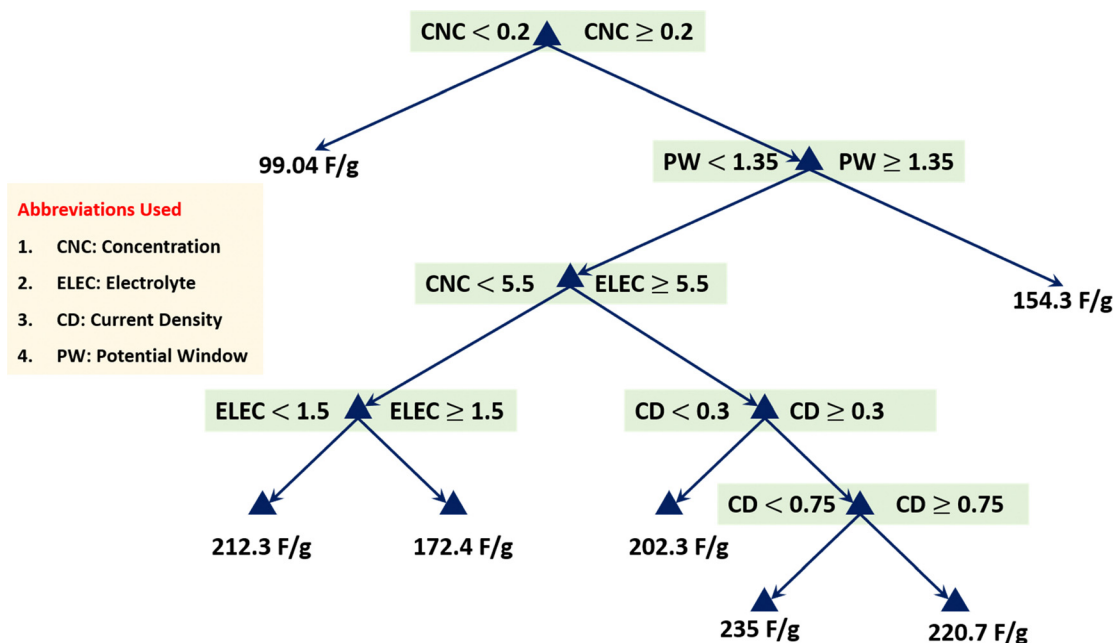 CNC < 0.2 CNC ≥ 0.2
99.04 F/g
PW < 1.35 PW ≥ 1.35
Abbreviations Used
1. CNC: Concentration
2. ELEC: Electrolyte
3. CD: Current Density
4. PW: Potential Window
CNC < 5.5 ELEC ≥ 5.5
154.3 F/g
ELEC < 1.5 ELEC ≥ 1.5
CD < 0.3 CD ≥ 0.3
212.3 F/g
172.4 F/g
202.3 F/g
CD < 0.75 CD ≥ 0.75
235 F/g
220.7 F/g